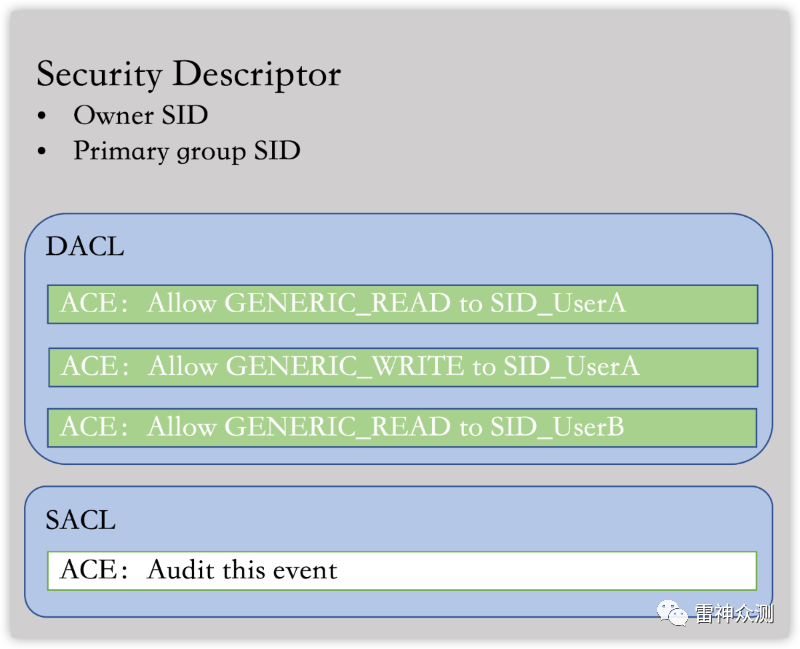 Security Descriptor
• Owner SID
• Primary group SID
DACL
ACE： Allow GENERIC_READ to SID_UserA
ACE： Allow GENERIC_WRITE to SID_UserA
ACE： Allow GENERIC_READ to SID_UserB
SACL
ACE： Audit this event
雷神众测